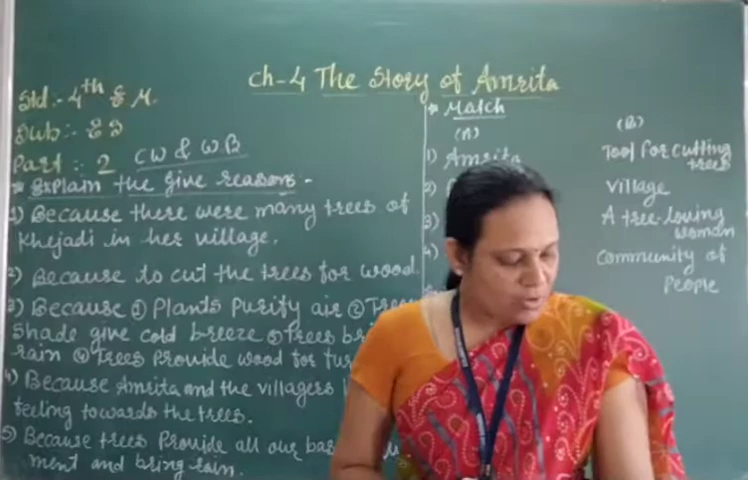 Ch-4 The Story of Amrita
Std:- 4th E M.
Sub:- ES
Part :- 2 CW & WB
* Explain the give reasons.
1) Because there were many trees of
Khejadi in her village.
2) Because to cut the trees for wood.
3) Because ① Plants Purity air ② Trees
Shade give cold breeze ③ Trees
rain ④ Trees Provide wood for
4) Because Amrita and the villagers
feeling towards the trees.
5) Because trees Provide all our
ment and bring rain.
* Match
(A)
1) Amrita
2)
3)
4)
(B)
Tool for cutting
trees
village
A tree-loving
woman
Community of
People